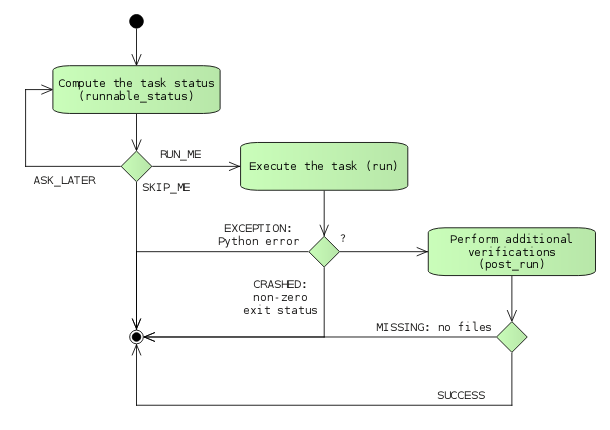 Compute the task status
(runnable_status)
RUN_ME
Execute the task (run)
ASK_LATER
SKIP_ME
EXCEPTION:
Python error
?
Perform additional
verifications
(post_run)
CRASHED:
non-zero
exit status
MISSING: no files
SUCCESS